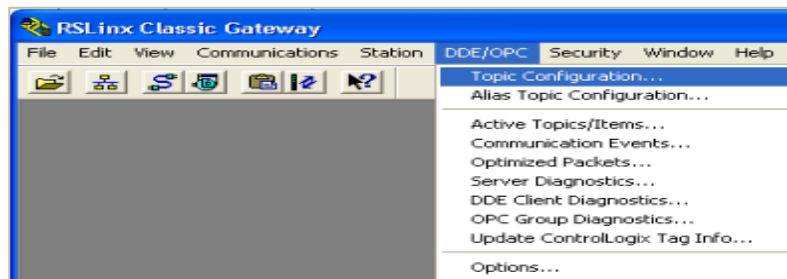 RSLinx Classic Gateway
File Edit View Communications Station DDE/OPC Security Window Help
Topic Configuration...
Alias Topic Configuration...
Active Topics/Items...
Communication Events...
Optimized Packets...
Server Diagnostics...
DDE Client Diagnostics...
OPC Group Diagnostics...
Update ControlLogix Tag Info...
Options...